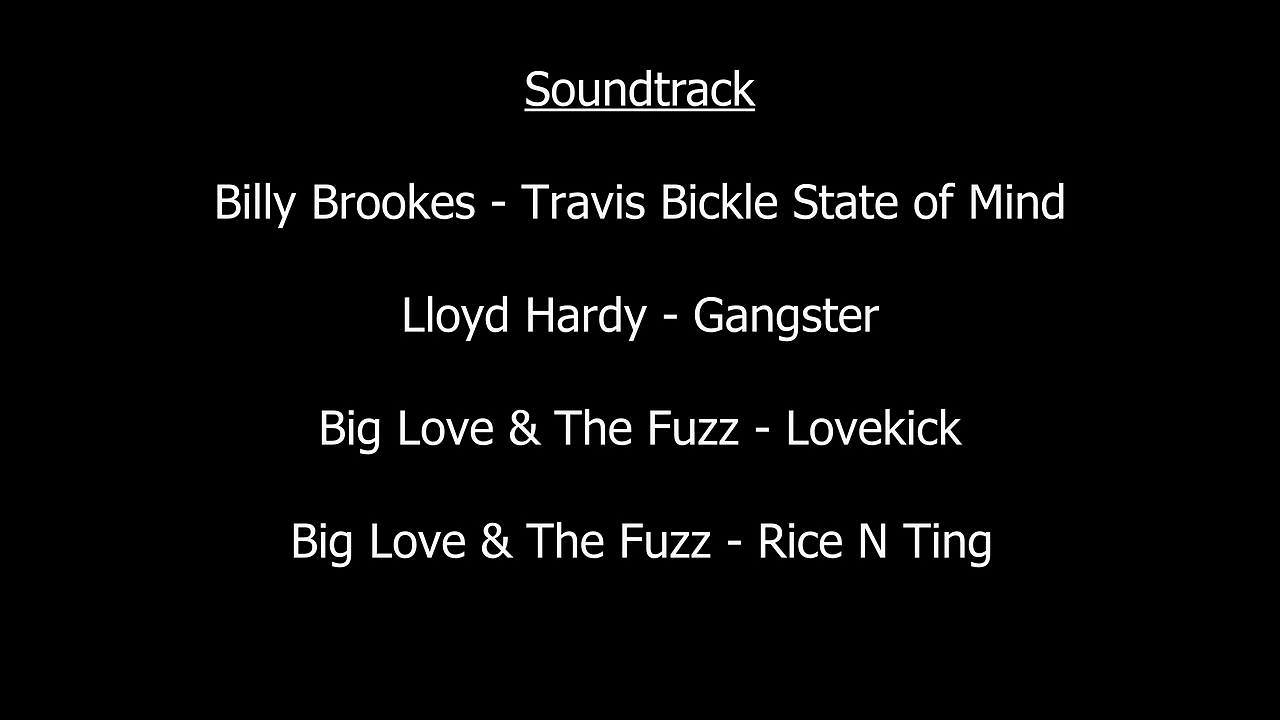 Soundtrack
Billy Brookes - Travis Bickle State of Mind
Lloyd Hardy - Gangster
Big Love & The Fuzz - Lovekick
Big Love & The Fuzz - Rice N Ting